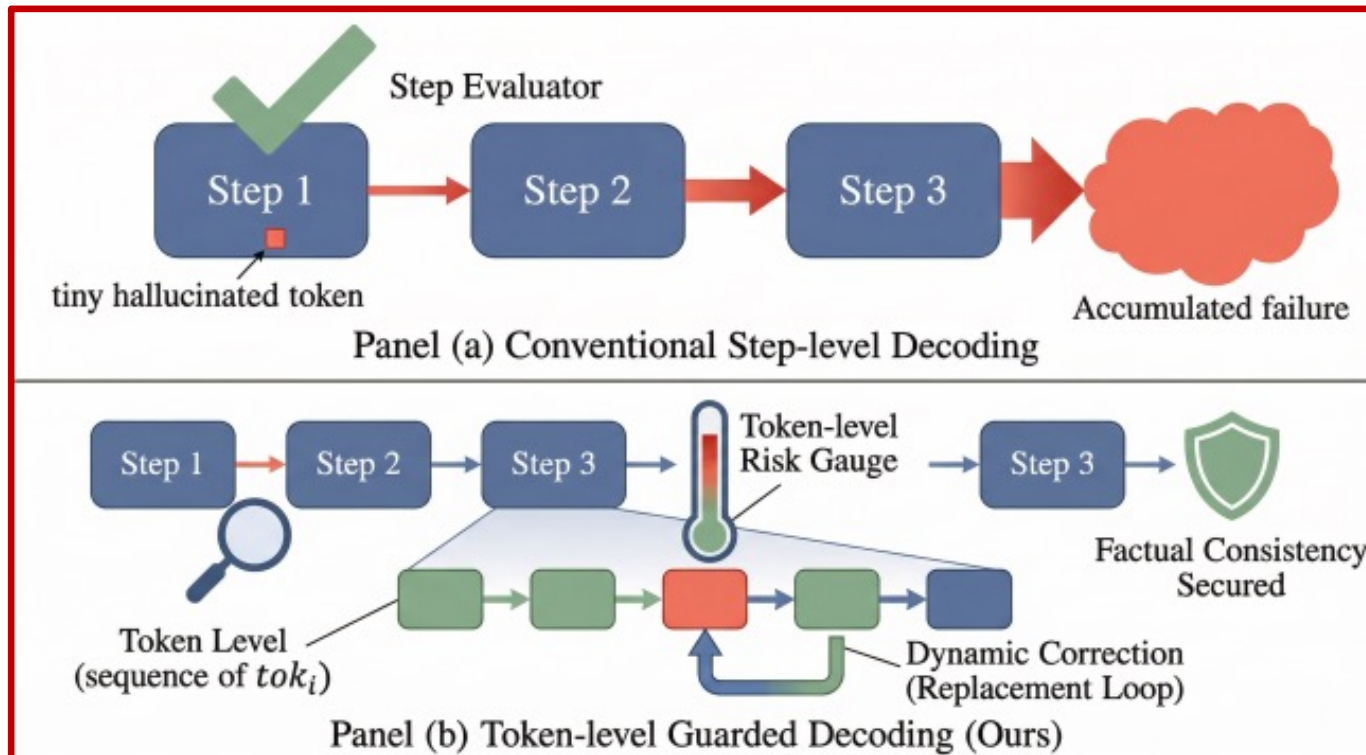 Step Evaluator
Step 1
Step 2
Step 3
tiny hallucinated token
Accumulated failure
Panel (a) Conventional Step-level Decoding
Step 1
Step 2
Step 3
Token-level
Risk Gauge
Step 3
Factual Consistency
Secured
Token Level
(sequence of tok_i)
Dynamic Correction
(Replacement Loop)
Panel (b) Token-level Guarded Decoding (Ours)